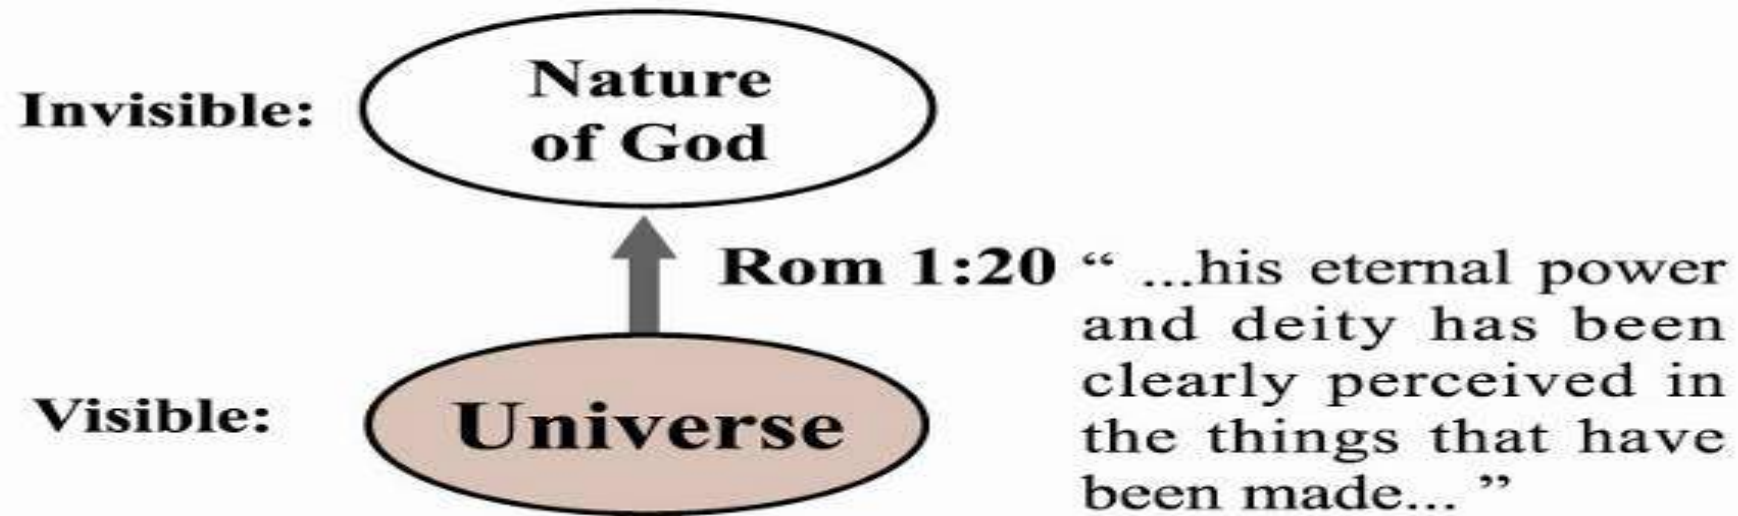 Invisible:
Nature
of God
Rom 1:20 “ ...his eternal power
and deity has been
clearly perceived in
the things that have
been made... ”
Visible:
Universe